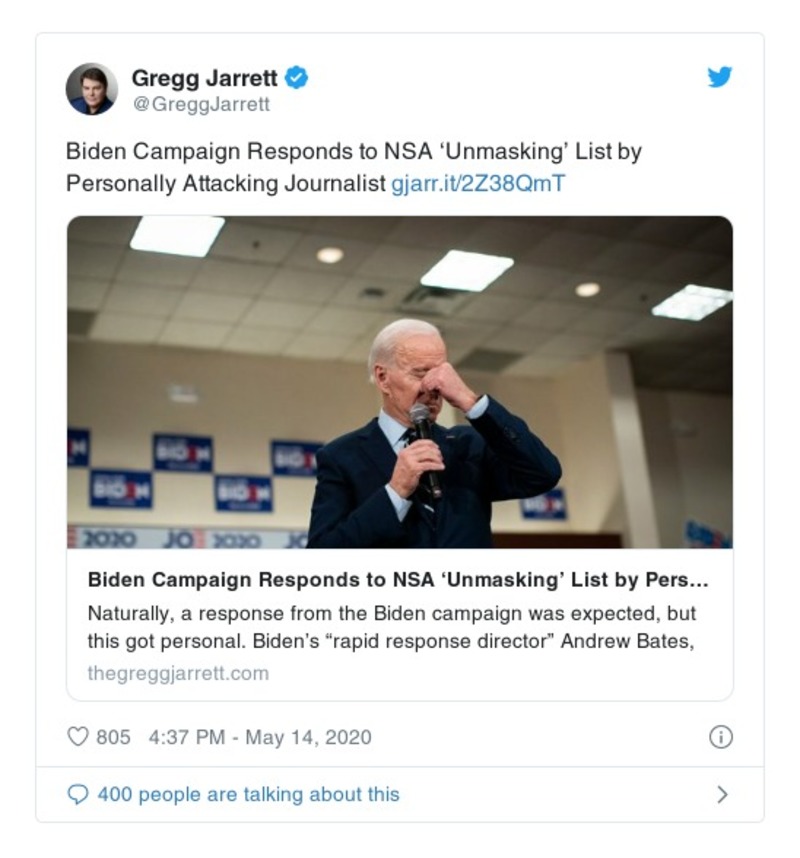 Gregg Jarrett
@GreggJarrett
Biden Campaign Responds to NSA ‘Unmasking’ List by
Personally Attacking Journalist gjarr.it/2Z38QmT
BIDEN
BIDEN
BIDEN
BIDEN
BIDEN
2020 JOE 2020 JO
Biden Campaign Responds to NSA ‘Unmasking’ List by Pers...
Naturally, a response from the Biden campaign was expected, but
this got personal. Biden’s “rapid response director” Andrew Bates,
thegreggjarrett.com
805 4:37 PM - May 14, 2020
400 people are talking about this